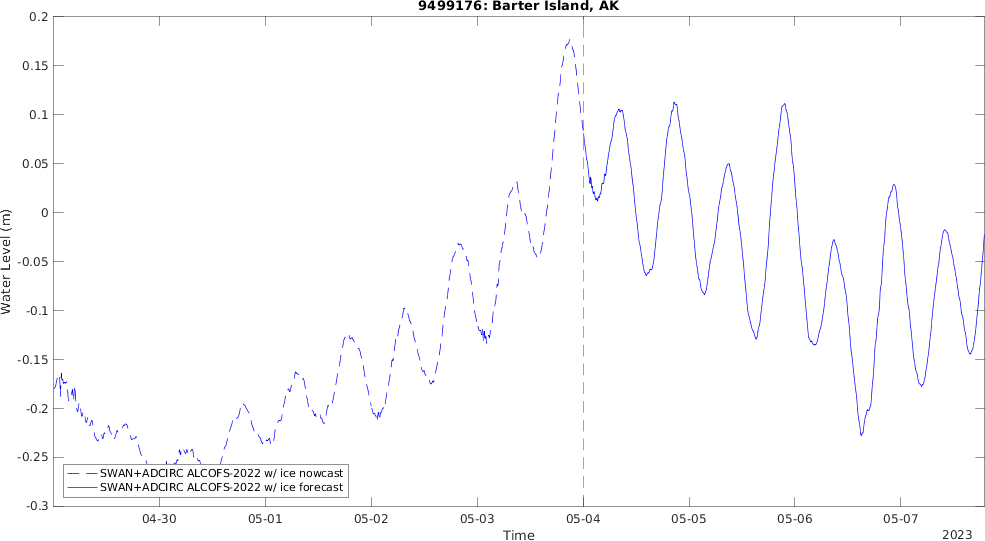 9499176: Barter Island, AK
Water Level (m)
0.2
0.15
0.1
0.05
0
-0.05
-0.1
-0.15
-0.2
-0.25
-0.3
SWAN+ADCIRC ALCOFS-2022 w/ ice nowcast
SWAN+ADCIRC ALCOFS-2022 w/ ice forecast
04-30 05-01 05-02 05-03 05-04 05-05 05-06 05-07
Time
2023